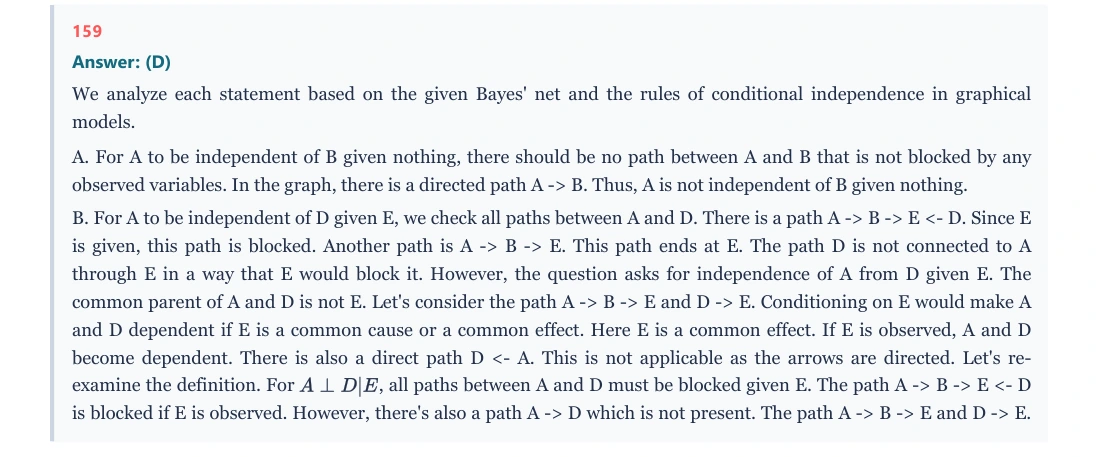 159
Answer: (D)
We analyze each statement based on the given Bayes' net and the rules of conditional independence in graphical
models.
A. For A to be independent of B given nothing, there should be no path between A and B that is not blocked by any
observed variables. In the graph, there is a directed path A -> B. Thus, A is not independent of B given nothing.
B. For A to be independent of D given E, we check all paths between A and D. There is a path A -> B -> E <- D. Since E
is given, this path is blocked. Another path is A -> B -> E. This path ends at E. The path D is not connected to A
through E in a way that E would block it. However, the question asks for independence of A from D given E. The
common parent of A and D is not E. Let's consider the path A -> B -> E and D -> E. Conditioning on E would make A
and D dependent if E is a common cause or a common effect. Here E is a common effect. If E is observed, A and D
become dependent. There is also a direct path D <- A. This is not applicable as the arrows are directed. Let's re-
examine the definition. For A ⊥ D|E, all paths between A and D must be blocked given E. The path A -> B -> E <- D
is blocked if E is observed. However, there's also a path A -> D which is not present. The path A -> B -> E and D -> E.